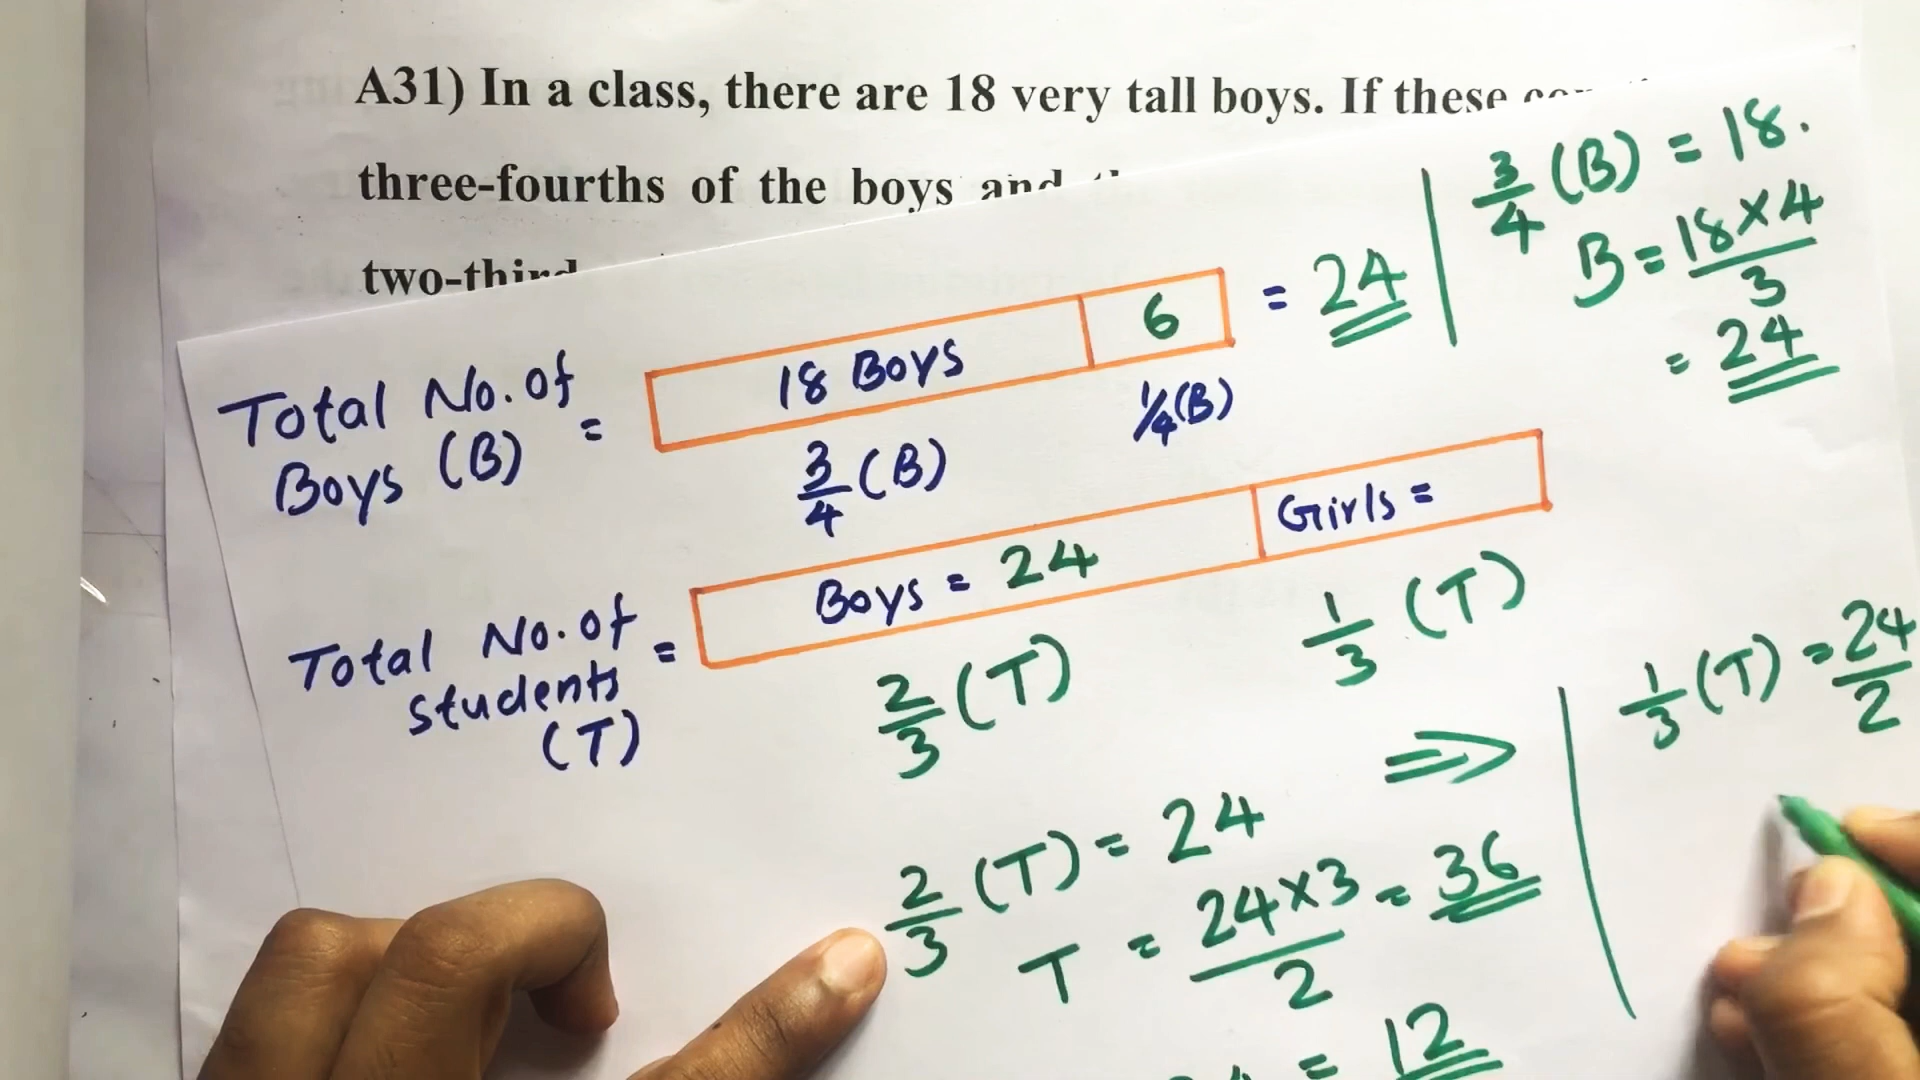 A31) In a class, there are 18 very tall boys. If these
three-fourths of the boys and
two-third
3/4 (B) = 18.
B = 18×4/3
= 24
Total No. of Boys (B) = 18 Boys 6 = 24
3/4 (B) 1/4 (B)
Total No. of students (T) = Boys = 24 Girls =
2/3 (T) 1/3 (T)
⇒ 1/3 (T) = 24/2
2/3 (T) = 24
T = 24×3/2 = 36
= 12